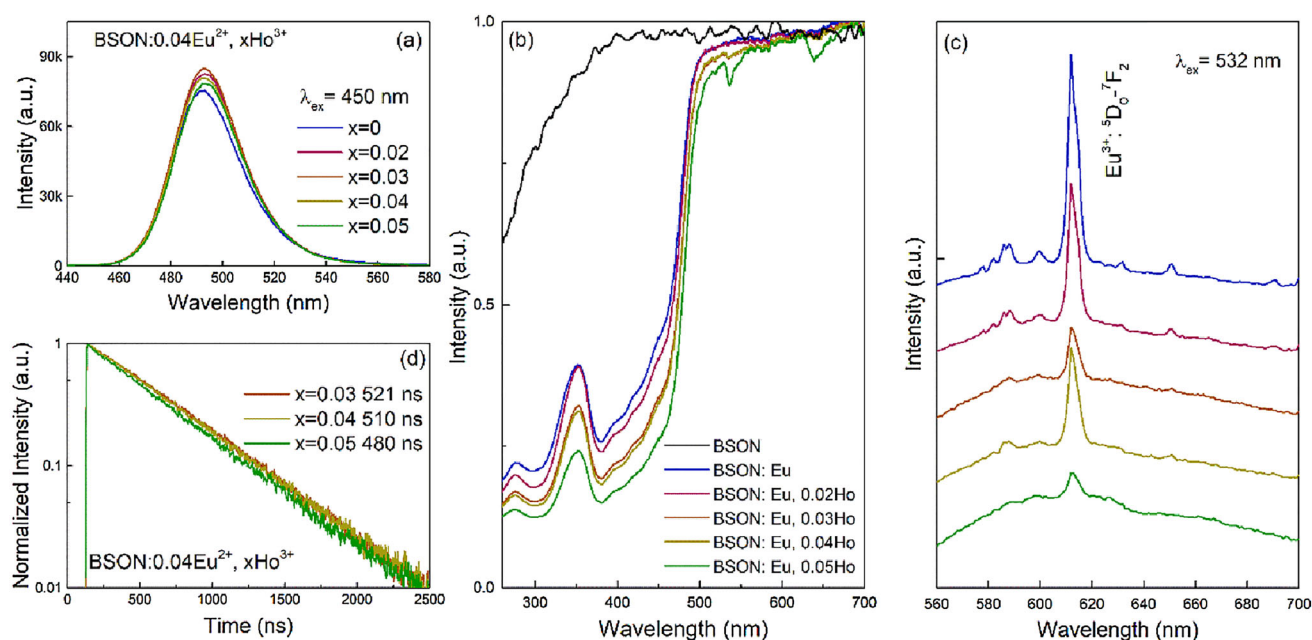 BSON:0.04Eu²⁺, xHo³⁺
(a)
λex = 450 nm
x=0
x=0.02
x=0.03
x=0.04
x=0.05
90k
60k
30k
0
Intensity (a.u.)
440 460 480 500 520 540 560 580
Wavelength (nm)
(d)
x=0.03 521 ns
x=0.04 510 ns
x=0.05 480 ns
BSON:0.04Eu²⁺, xHo³⁺
1
0.1
0.01
Normalized Intensity (a.u.)
0 500 1000 1500 2000 2500
Time (ns)
(b)
1.0
0.5
0.0
Intensity (a.u.)
BSON
BSON: Eu
BSON: Eu, 0.02Ho
BSON: Eu, 0.03Ho
BSON: Eu, 0.04Ho
BSON: Eu, 0.05Ho
300 400 500 600 700
Wavelength (nm)
(c)
λex= 532 nm
Eu³⁺: ⁵D₀-⁷F₂
Intensity (a.u.)
560 580 600 620 640 660 680 700
Wavelength (nm)